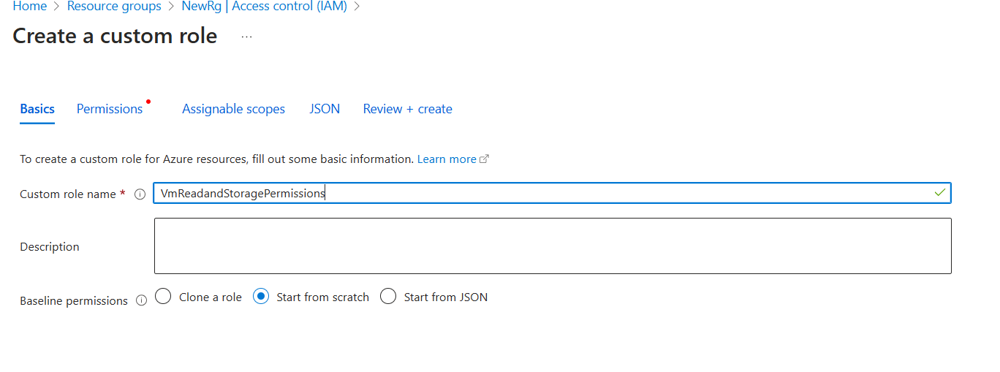 Home > Resource groups > NewRg | Access control (IAM) >
Create a custom role ...
Basics Permissions Assignable scopes JSON Review + create
To create a custom role for Azure resources, fill out some basic information. Learn more
Custom role name * VmReadandStoragePermissions
Description
Baseline permissions Clone a role Start from scratch Start from JSON